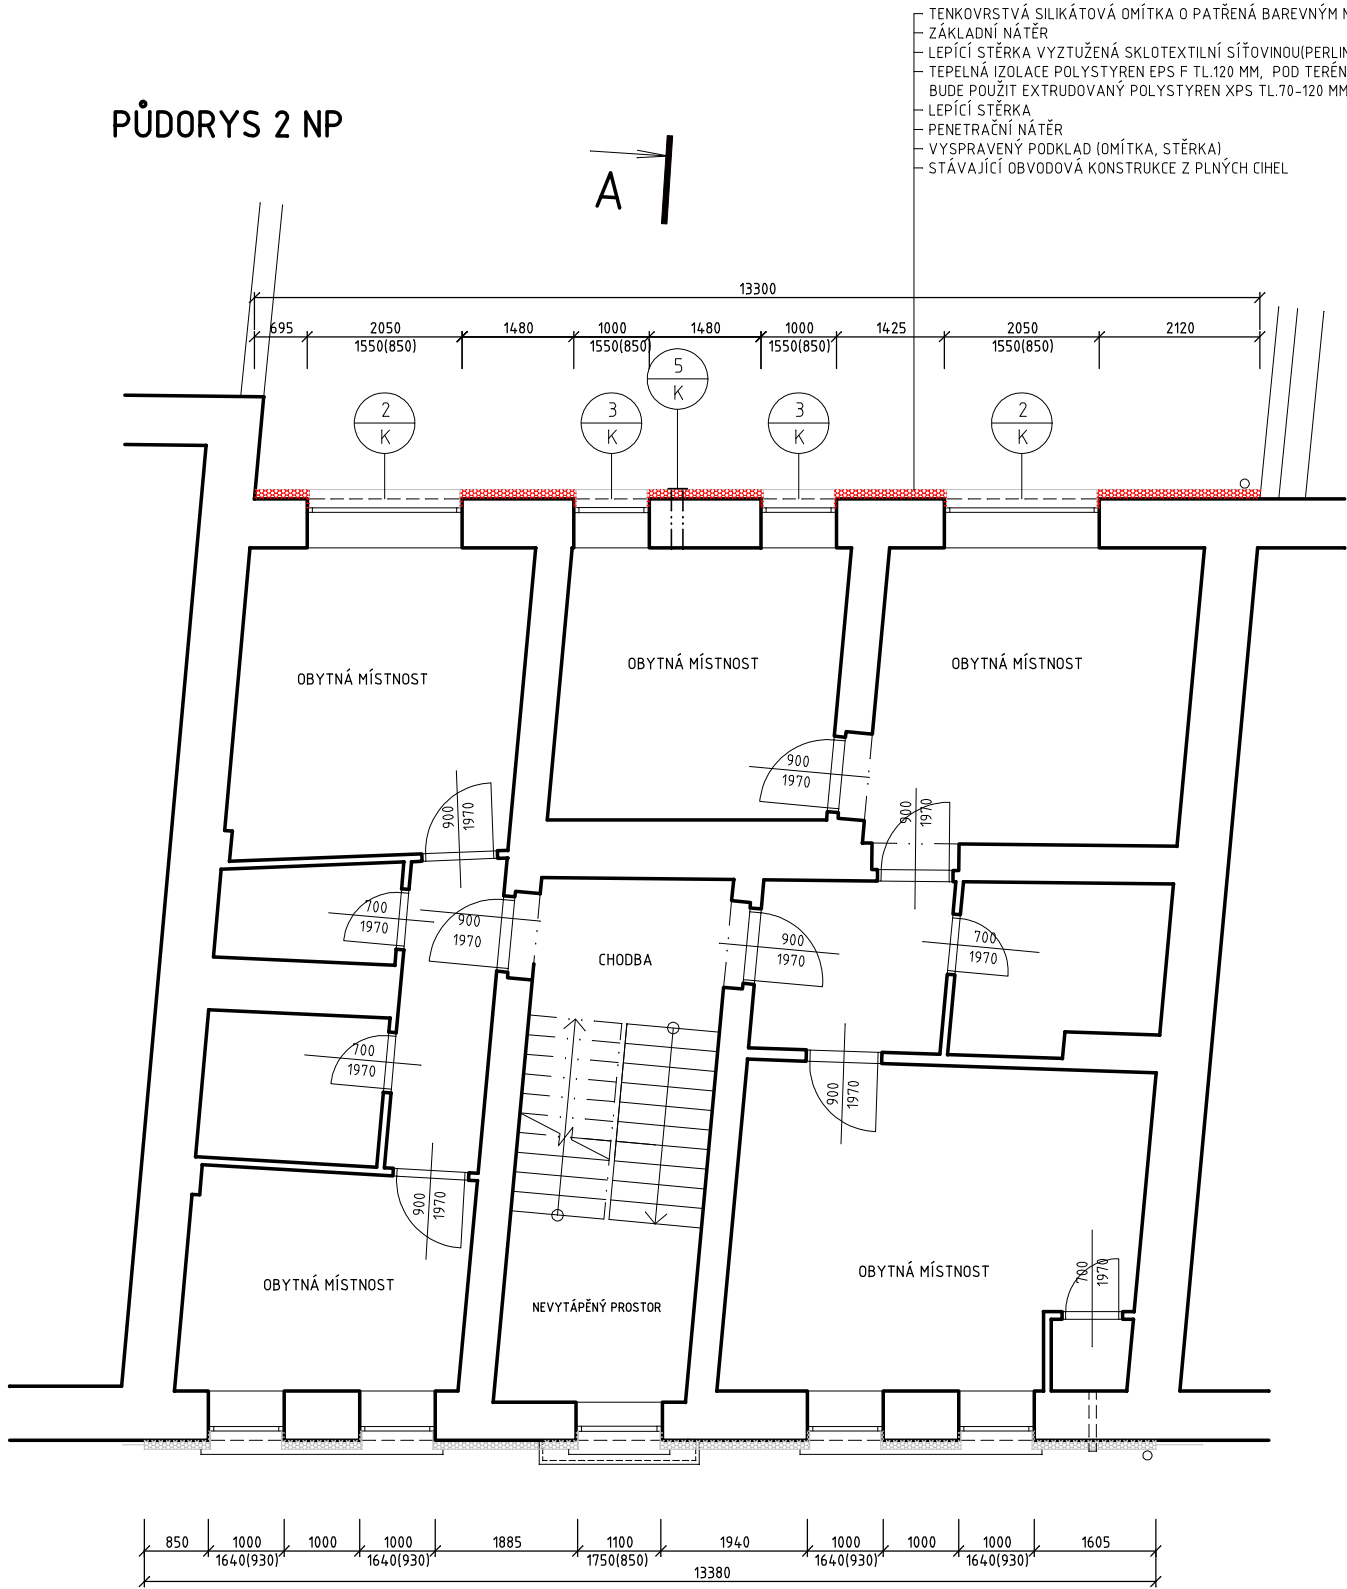 TENKOVRSTVÁ SILIKÁTOVÁ OMÍTKA O PATŘENÁ BAREVNÝM
ZÁKLADNÍ NÁTĚR
LEPÍCÍ STĚRKA VYZTUŽENÁ SKLOTEXTILNÍ SÍŤOVINOU(PERLIN
TEPELNÁ IZOLACE POLYSTYREN EPS F TL.120 MM, POD TERÉN
BUDE POUŽIT EXTRUDOVANÝ POLYSTYREN XPS TL.70-120 MM
LEPÍCÍ STĚRKA
PENETRAČNÍ NÁTĚR
VYSPRAVENÝ PODKLAD (OMÍTKA, STĚRKA)
STÁVAJÍCÍ OBVODOVÁ KONSTRUKCE Z PLNÝCH CIHEL
PŮDORYS 2 NP
A
13300
695 2050 1480 1000 1480 1000 1425 2050 2120
1550(850) 1550(850) 1550(850) 1550(850)
5
K
2 3 3 2
K K K K
OBYTNÁ MÍSTNOST OBYTNÁ MÍSTNOST OBYTNÁ MÍSTNOST
900
1970
900
1970
900
1970
700
1970
900
1970
CHODBA
900
1970
700
1970
700
1970
900
1970
900
1970
OBYTNÁ MÍSTNOST
NEVYTÁPĚNÝ PROSTOR
OBYTNÁ MÍSTNOST
700
1970
850 1000 1000 1000 1885 1100 1940 1000 1000 1000 1605
1640(930) 1640(930) 1750(850) 1640(930) 1640(930)
13380